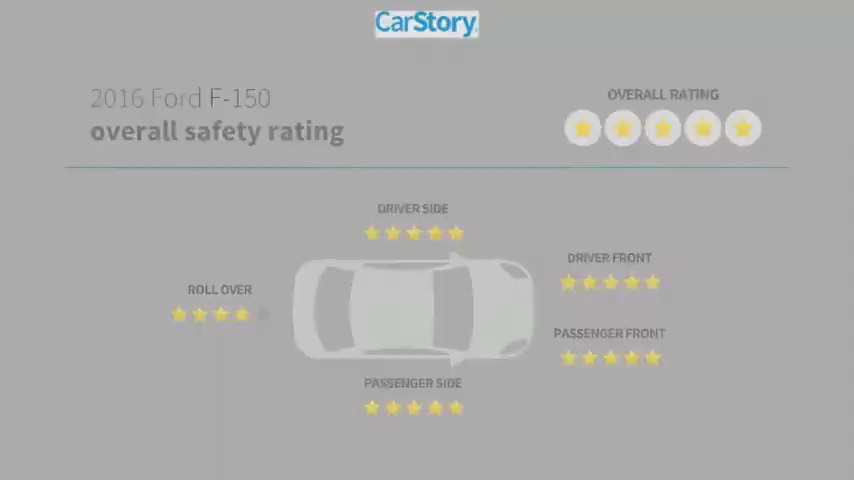 CarStory
2016 Ford F-150
overall safety rating
OVERALL RATING
DRIVER SIDE
DRIVER FRONT
ROLL OVER
PASSENGER FRONT
PASSENGER SIDE